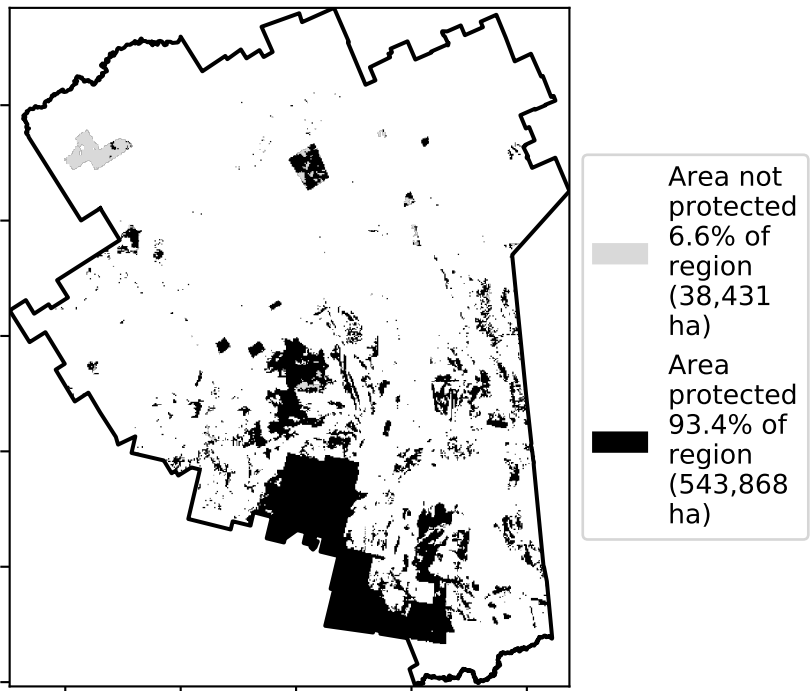 Area not
protected
6.6% of
region
(38,431
ha)
Area
protected
93.4% of
region
(543,868
ha)